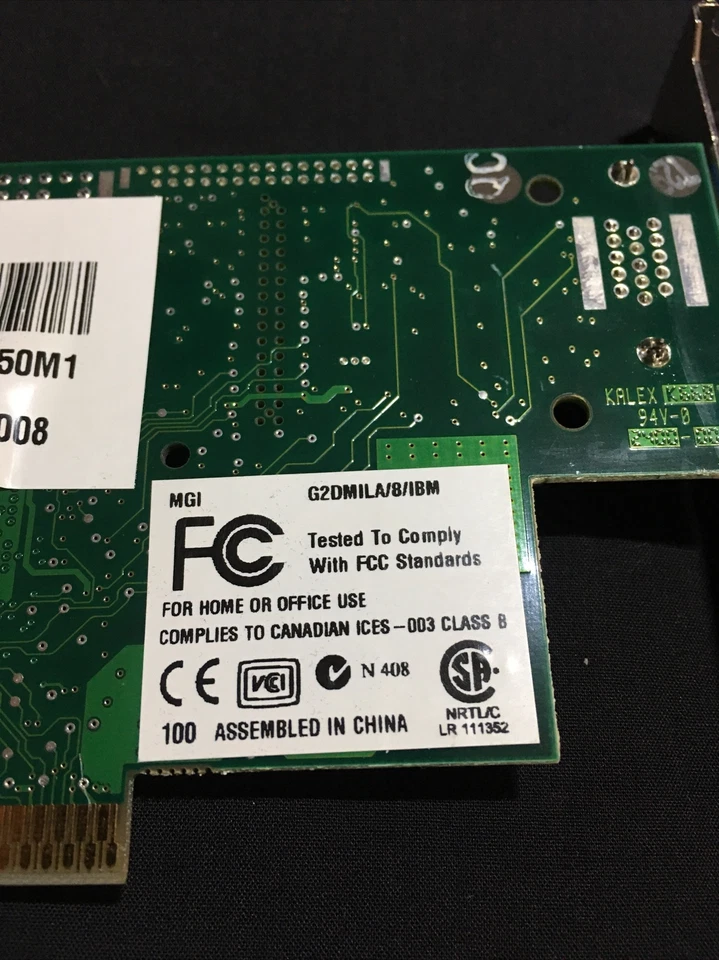 QC
50M1
008
KALEX
94V-0
MGI G2DMILA/8/IBM
FC
Tested To Comply
With FCC Standards
FOR HOME OR OFFICE USE
COMPLIES TO CANADIAN ICES-003 CLASS B
CE VCI N 408 SA
NRTL/C
LR 111352
100 ASSEMBLED IN CHINA